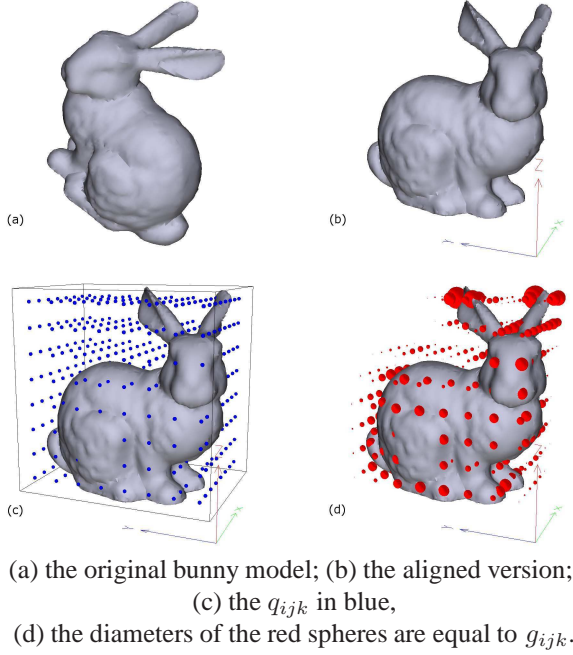 (a)
(b)
Z
Y
X
(c)
Z
Y
X
(d)
Z
Y
X
(a) the original bunny model; (b) the aligned version;
(c) the q_{ijk} in blue,
(d) the diameters of the red spheres are equal to g_{ijk}.